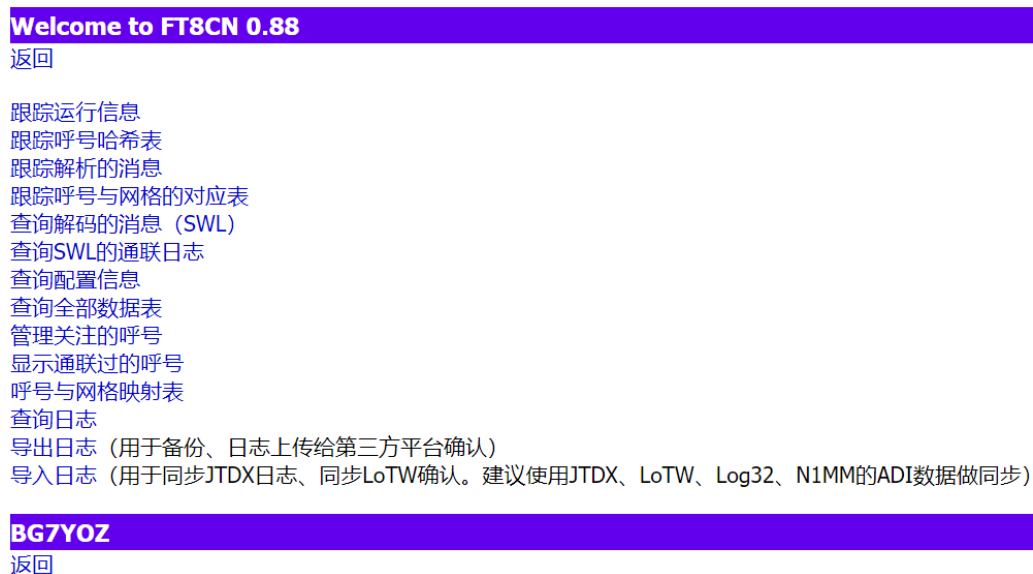 Welcome to FT8CN 0.88
返回
跟踪运行信息
跟踪呼号哈希表
跟踪解析的消息
跟踪呼号与网格的对应表
查询解码的消息（SWL）
查询SWL的通联日志
查询配置信息
查询全部数据表
管理关注的呼号
显示通联过的呼号
呼号与网格映射表
查询日志
导出日志（用于备份、日志上传给第三方平台确认）
导入日志（用于同步JTDX日志、同步LoTW确认。建议使用JTDX、LoTW、Log32、N1MM的ADI数据做同步）
BG7YOZ
返回